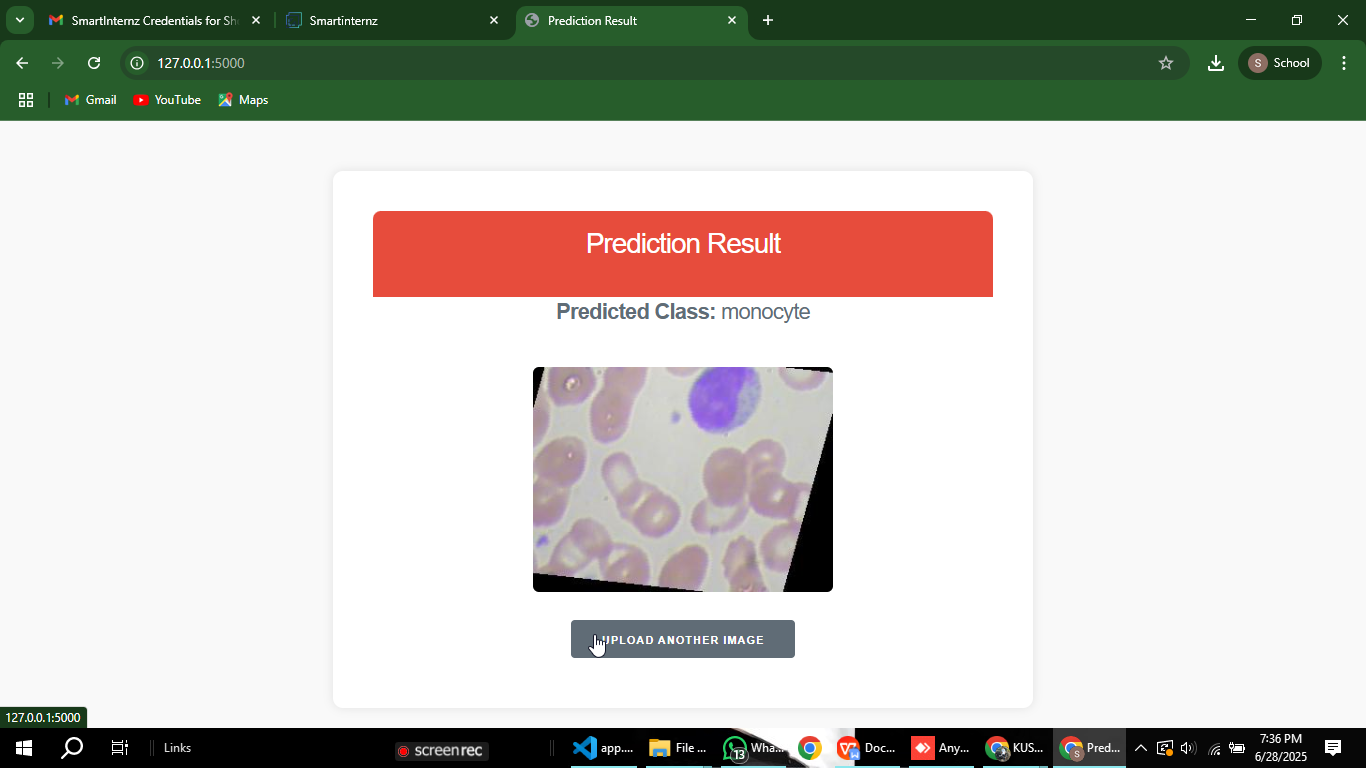 SmartInternz Credentials for Sh
Smartinternz
Prediction Result
127.0.0.1:5000
School
Gmail
YouTube
Maps
Prediction Result
Predicted Class: monocyte
UPLOAD ANOTHER IMAGE
127.0.0.1:5000
Links
screenrec
app....
File ...
13
Wha...
Doc...
Any...
KUS...
Pred...
7:36 PM
6/28/2025